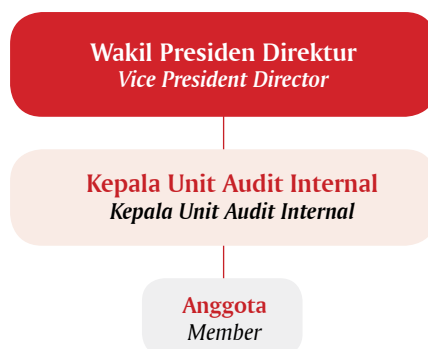 Wakil Presiden Direktur
Vice President Director
Kepala Unit Audit Internal
Kepala Unit Audit Internal
Anggota
Member